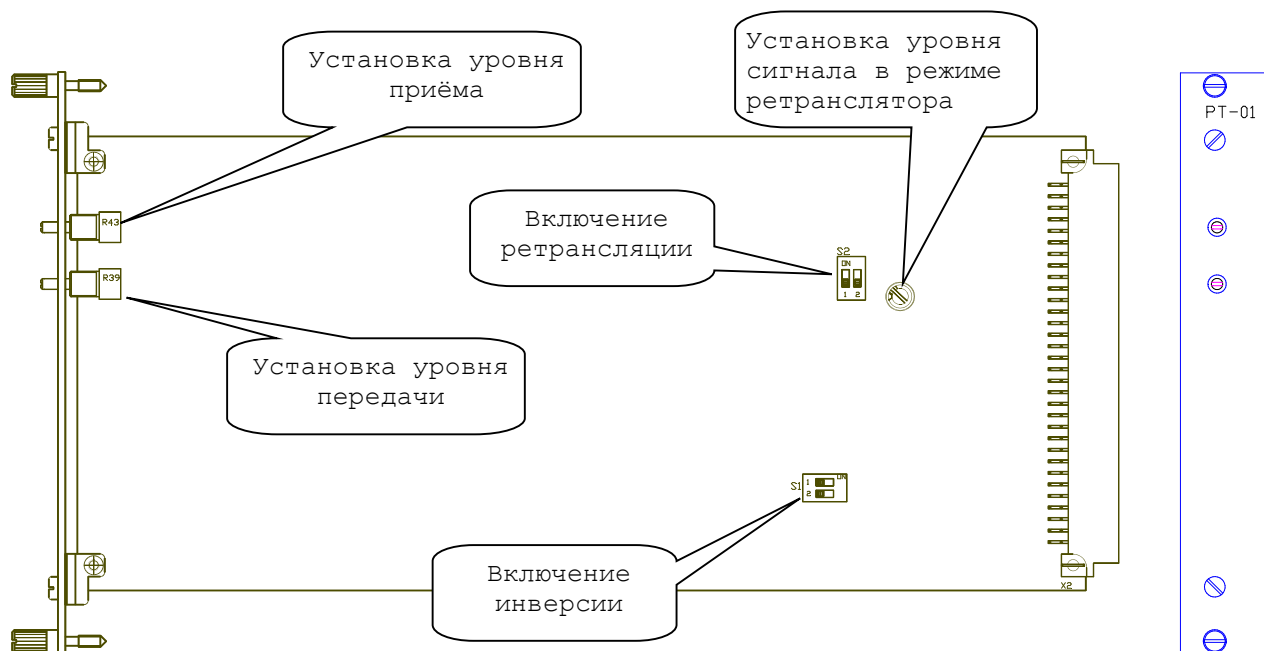 Установка уровня
приёма
Установка уровня
сигнала в режиме
ретранслятора
PT-01
R43
Включение
ретрансляции
S2
ON
1 2
R39
Установка уровня
передачи
S1
1
ON
2
Включение
инверсии
X2